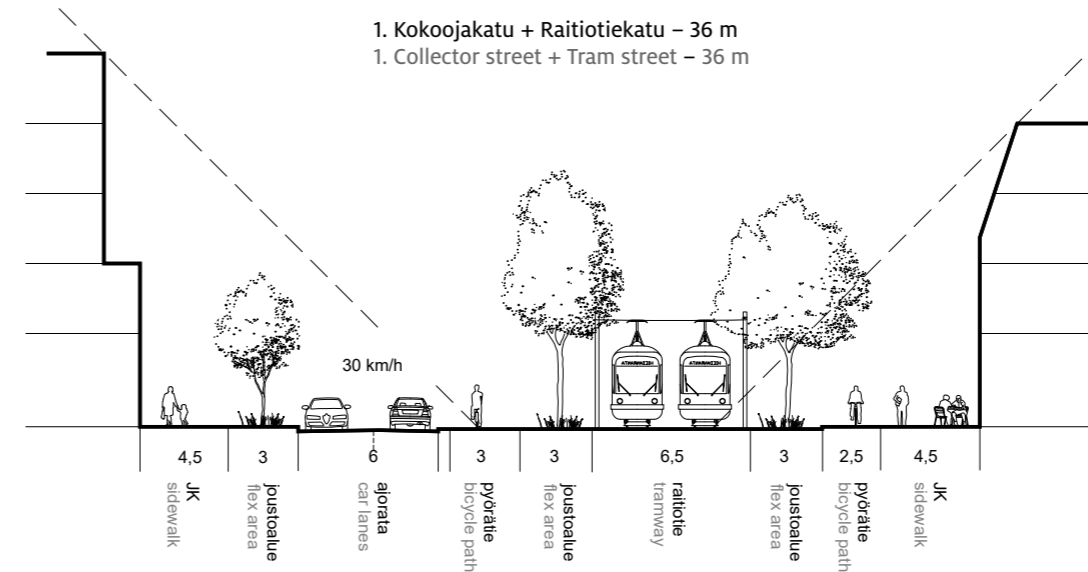 1. Kokoojakatu + Raitiotiekatu – 36 m
1. Collector street + Tram street – 36 m
30 km/h
4,5
3
6
3
3
6,5
3
2,5
4,5
JK
sidewalk
joustoalue
flex area
ajorata
car lanes
pyörätie
bicycle path
joustoalue
flex area
raitiotie
tramway
joustoalue
flex area
pyörätie
bicycle path
JK
sidewalk